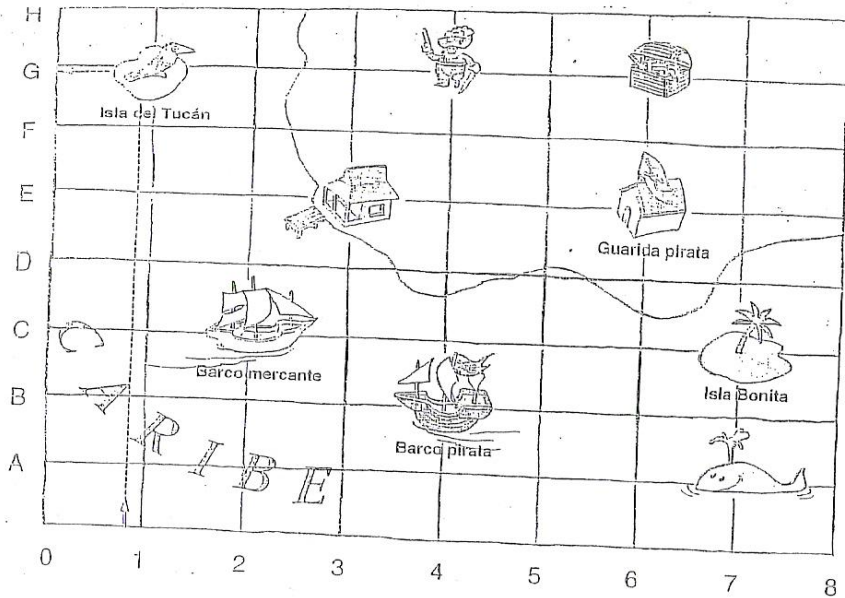 H
G
Isla del Tucán
F
E
Guarida pirata
D
C
Barco mercante
B
Isla Bonita
Barco pirata
A
CARIBE
0 1 2 3 4 5 6 7 8